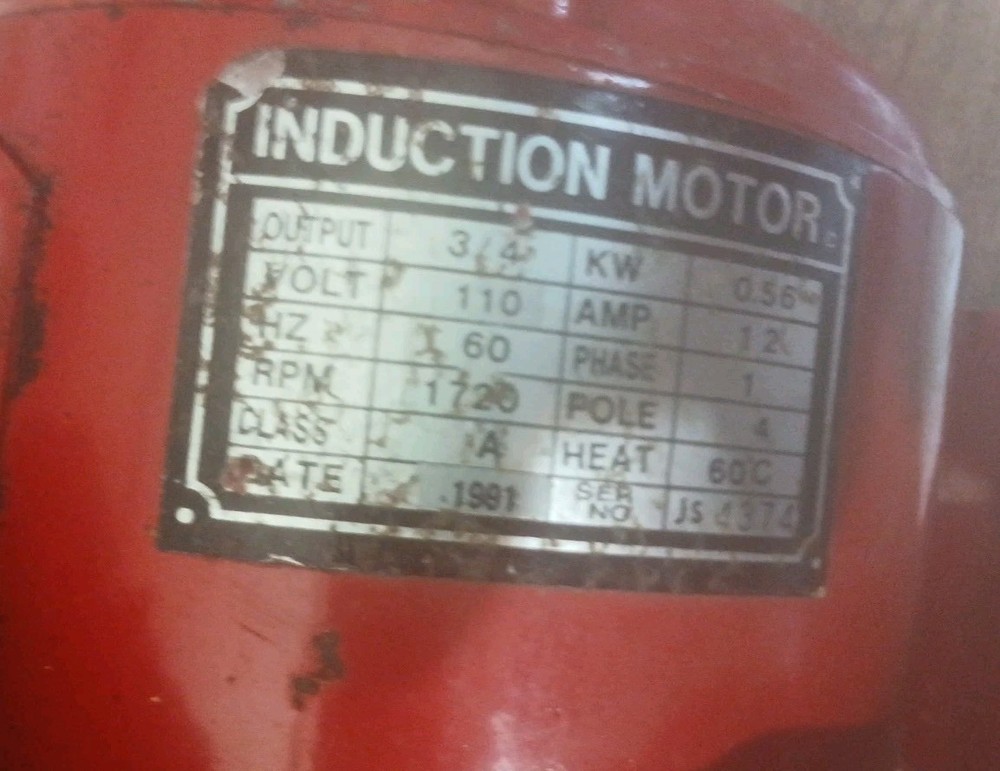 INDUCTION MOTOR
OUTPUT 3/4 KW 0.56
VOLT 110 AMP 12
HZ 60 PHASE 1
RPM 1720 POLE 4
CLASS A HEAT 60°C
DATE 1991 SER NO JS 4374